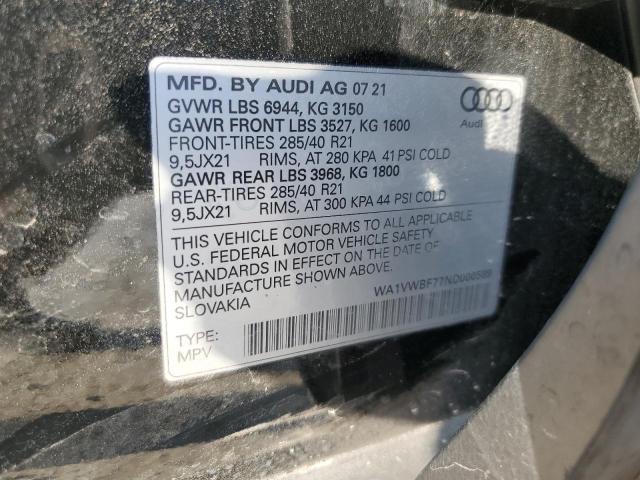 MFD. BY AUDI AG 07 21
GVWR LBS 6944, KG 3150
GAWR FRONT LBS 3527, KG 1600
FRONT-TIRES 285/40 R21
9,5JX21 RIMS, AT 280 KPA 41 PSI COLD
GAWR REAR LBS 3968, KG 1800
REAR-TIRES 285/40 R21
9,5JX21 RIMS, AT 300 KPA 44 PSI COLD
THIS VEHICLE CONFORMS TO ALL APPLICABLE
U.S. FEDERAL MOTOR VEHICLE SAFETY
STANDARDS IN EFFECT ON THE DATE OF
MANUFACTURE SHOWN ABOVE.
SLOVAKIA
WA1VWBF77ND000589
TYPE:
MPV
Audi